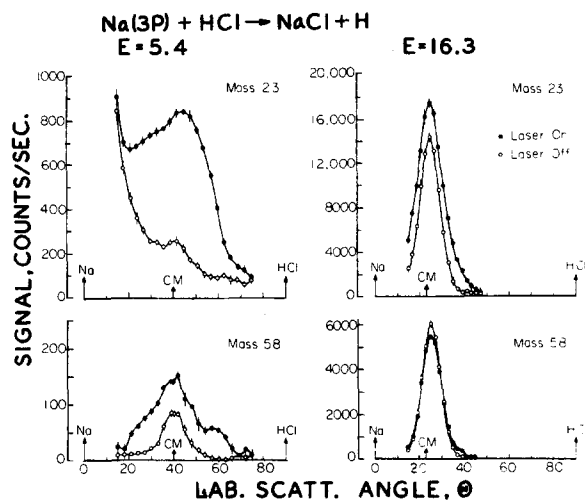 Na(3P) + HCl → NaCl + H
E=5.4 E=16.3
SIGNAL, COUNTS/SEC.
1000
800
600
400
200
0
Mass 23
Na
CM
HCl
20,000
16,000
12,000
8000
4000
0
Mass 23
Laser On
Laser Off
Na
CM
HCl
200
100
0
Mass 58
Na
CM
HCl
0 20 40 60 80
6000
4000
2000
0
Mass 58
Na
CM
HCl
0 20 40 60 80
LAB. SCATT. ANGLE, Θ